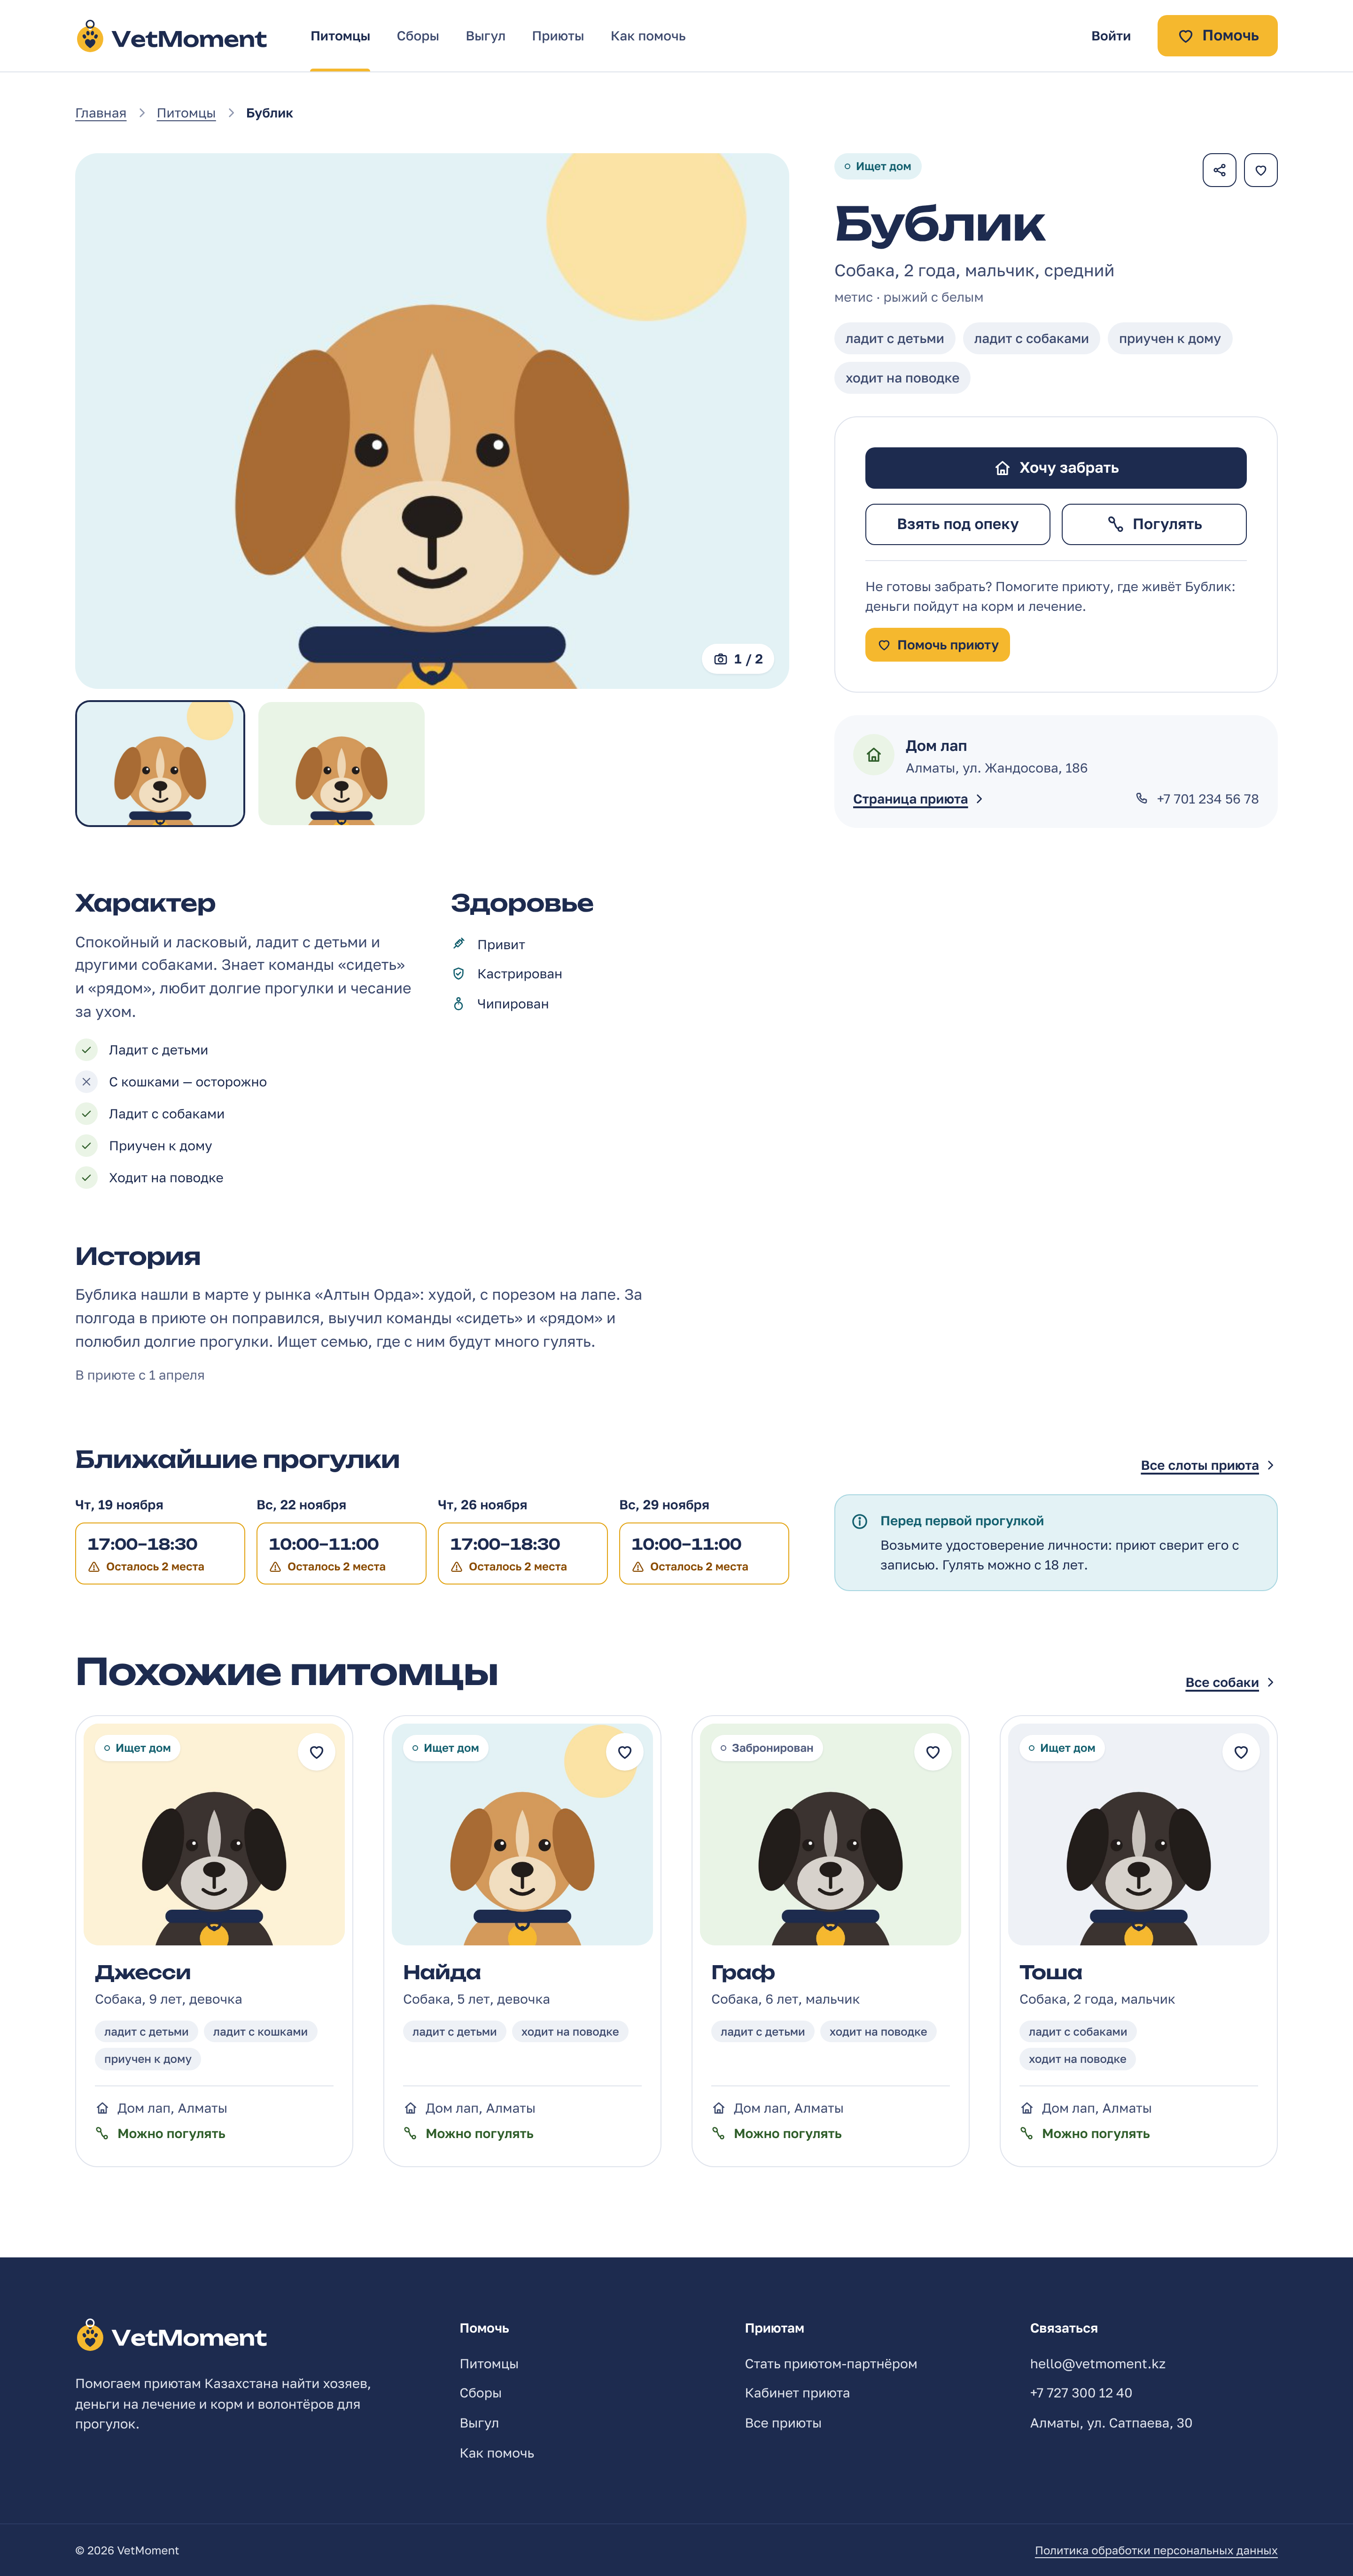 VetMoment
Питомцы
Сборы
Выгул
Приюты
Как помочь
Войти
Помочь
Главная
Питомцы
Бублик
1 / 2
Ищет дом
Бублик
Собака, 2 года, мальчик, средний
метис · рыжий с белым
ладит с детьми
ладит с собаками
приучен к дому
ходит на поводке
Хочу забрать
Взять под опеку
Погулять
Не готовы забрать? Помогите приюту, где живёт Бублик:
деньги пойдут на корм и лечение.
Помочь приюту
Дом лап
Алматы, ул. Жандосова, 186
Страница приюта
+7 701 234 56 78
Характер
Спокойный и ласковый, ладит с детьми и
другими собаками. Знает команды «сидеть»
и «рядом», любит долгие прогулки и чесание
за ухом.
Ладит с детьми
С кошками — осторожно
Ладит с собаками
Приучен к дому
Ходит на поводке
Здоровье
Привит
Кастрирован
Чипирован
История
Бублика нашли в марте у рынка «Алтын Орда»: худой, с порезом на лапе. За
полгода в приюте он поправился, выучил команды «сидеть» и «рядом» и
полюбил долгие прогулки. Ищет семью, где с ним будут много гулять.
В приюте с 1 апреля
Ближайшие прогулки
Все слоты приюта
Чт, 19 ноября
17:00–18:30
Осталось 2 места
Вс, 22 ноября
10:00–11:00
Осталось 2 места
Чт, 26 ноября
17:00–18:30
Осталось 2 места
Вс, 29 ноября
10:00–11:00
Осталось 2 места
Перед первой прогулкой
Возьмите удостоверение личности: приют сверит его с
записью. Гулять можно с 18 лет.
Похожие питомцы
Все собаки
Ищет дом
Джесси
Собака, 9 лет, девочка
ладит с детьми
ладит с кошками
приучен к дому
Дом лап, Алматы
Можно погулять
Ищет дом
Найда
Собака, 5 лет, девочка
ладит с детьми
ходит на поводке
Дом лап, Алматы
Можно погулять
Забронирован
Граф
Собака, 6 лет, мальчик
ладит с детьми
ходит на поводке
Дом лап, Алматы
Можно погулять
Ищет дом
Тоша
Собака, 2 года, мальчик
ладит с собаками
ходит на поводке
Дом лап, Алматы
Можно погулять
VetMoment
Помогаем приютам Казахстана найти хозяев,
деньги на лечение и корм и волонтёров для
прогулок.
Помочь
Питомцы
Сборы
Выгул
Как помочь
Приютам
Стать приютом-партнёром
Кабинет приюта
Все приюты
Связаться
hello@vetmoment.kz
+7 727 300 12 40
Алматы, ул. Сатпаева, 30
© 2026 VetMoment
Политика обработки персональных данных